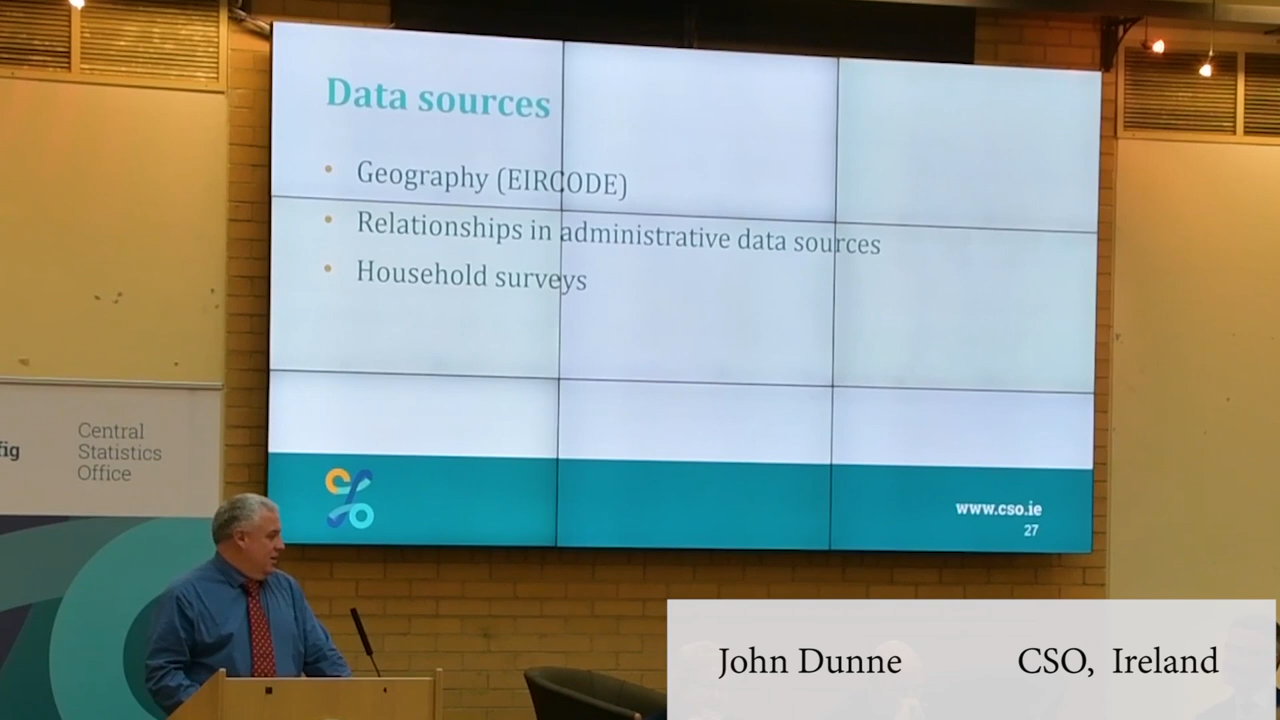 Data sources
• Geography (EIRCODE)
• Relationships in administrative data sources
• Household surveys
www.cso.ie
27
fig
Central
Statistics
Office
John Dunne CSO, Ireland